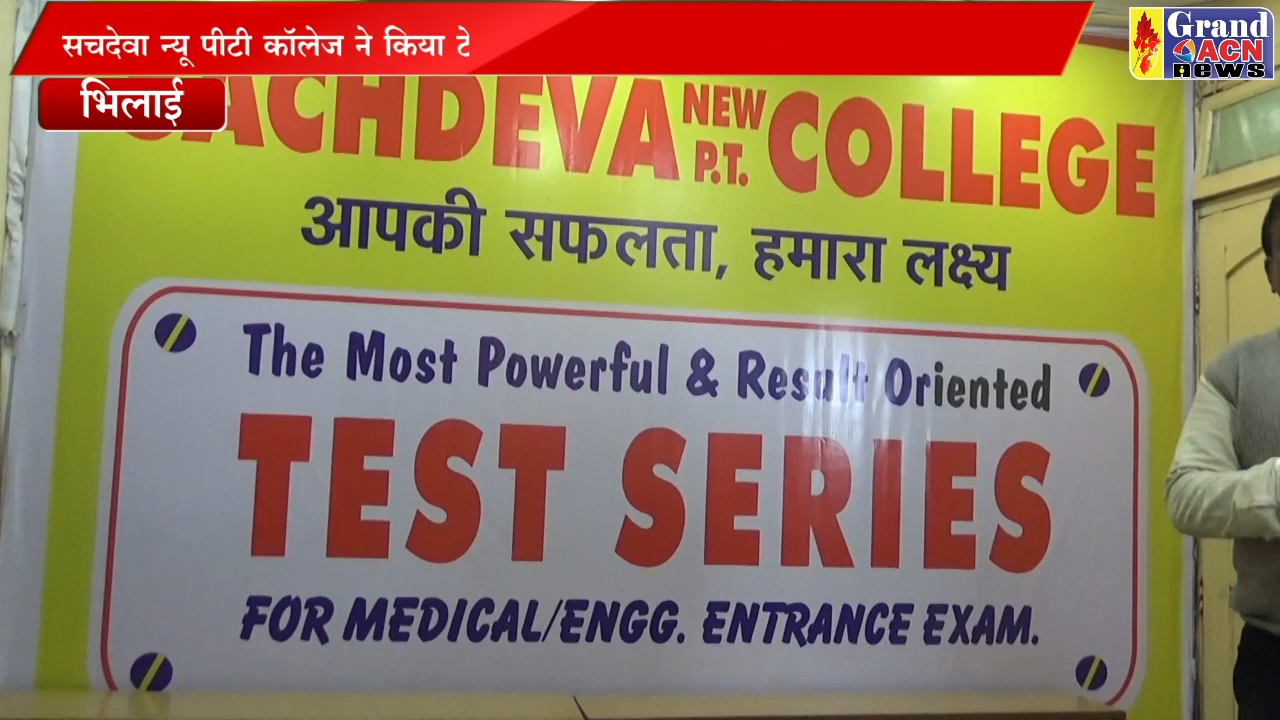 सचदेवा न्यू पीटी कॉलेज ने किया टे
भिलाई
Grand
ACN
news
SACHDEVA NEW P.T. COLLEGE
आपकी सफलता, हमारा लक्ष्य
The Most Powerful & Result Oriented
TEST SERIES
FOR MEDICAL/ENGG. ENTRANCE EXAM.